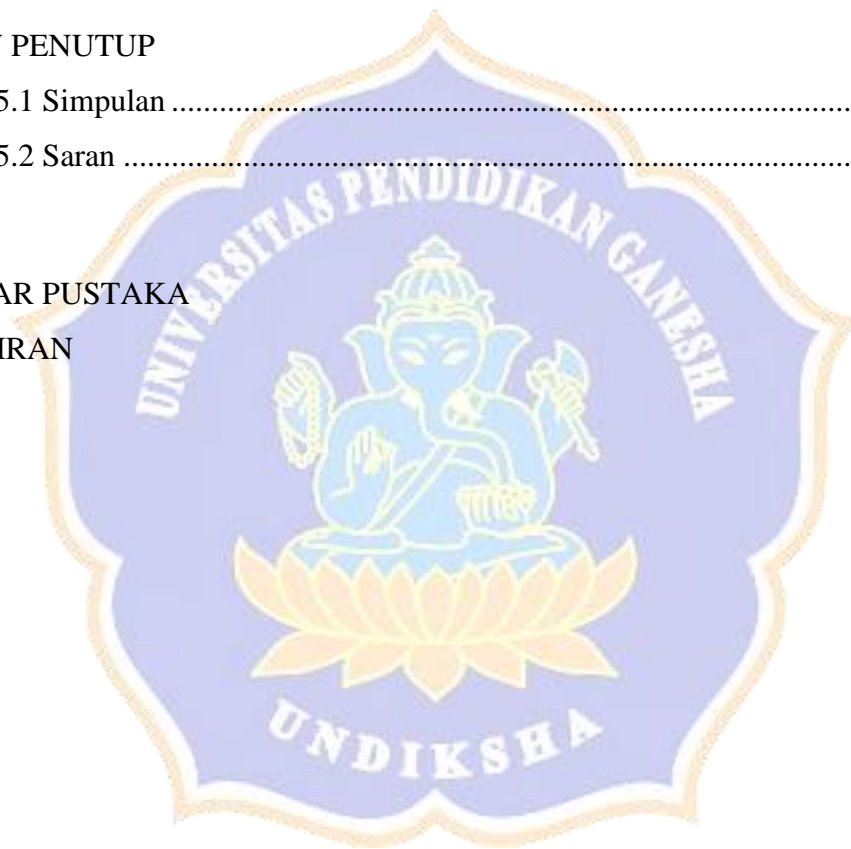 PENUTUP
5.1 Simpulan ....................................................................................
5.2 Saran ..........................................................................................
AR PUSTAKA
IRAN
UNIVERSITAS PENDIDIKAN GANESHA
UNDIKSHA